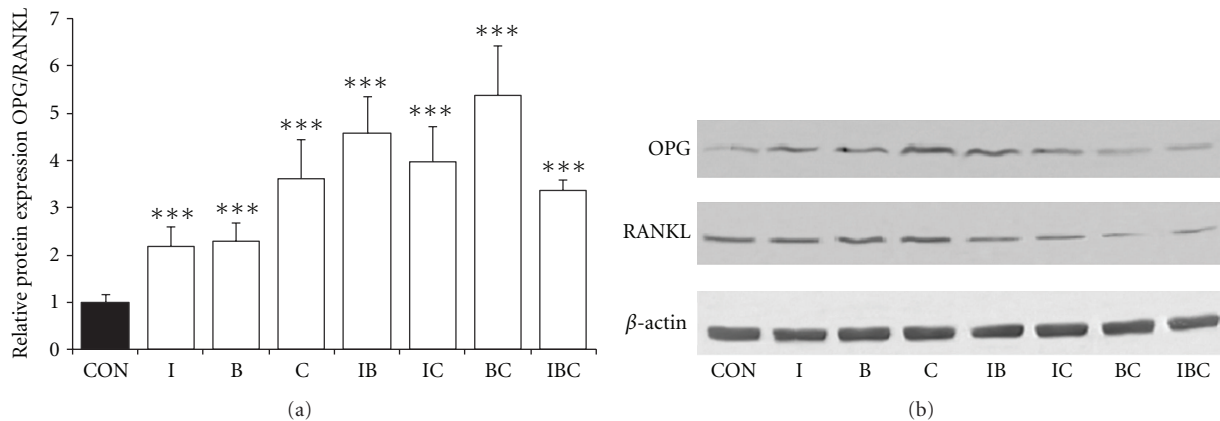 Relative protein expression OPG/RANKL
7
6
5
4
3
2
1
0
***
***
***
***
***
***
***
CON I B C IB IC BC IBC
(a)
OPG
RANKL
β-actin
CON I B C IB IC BC IBC
(b)